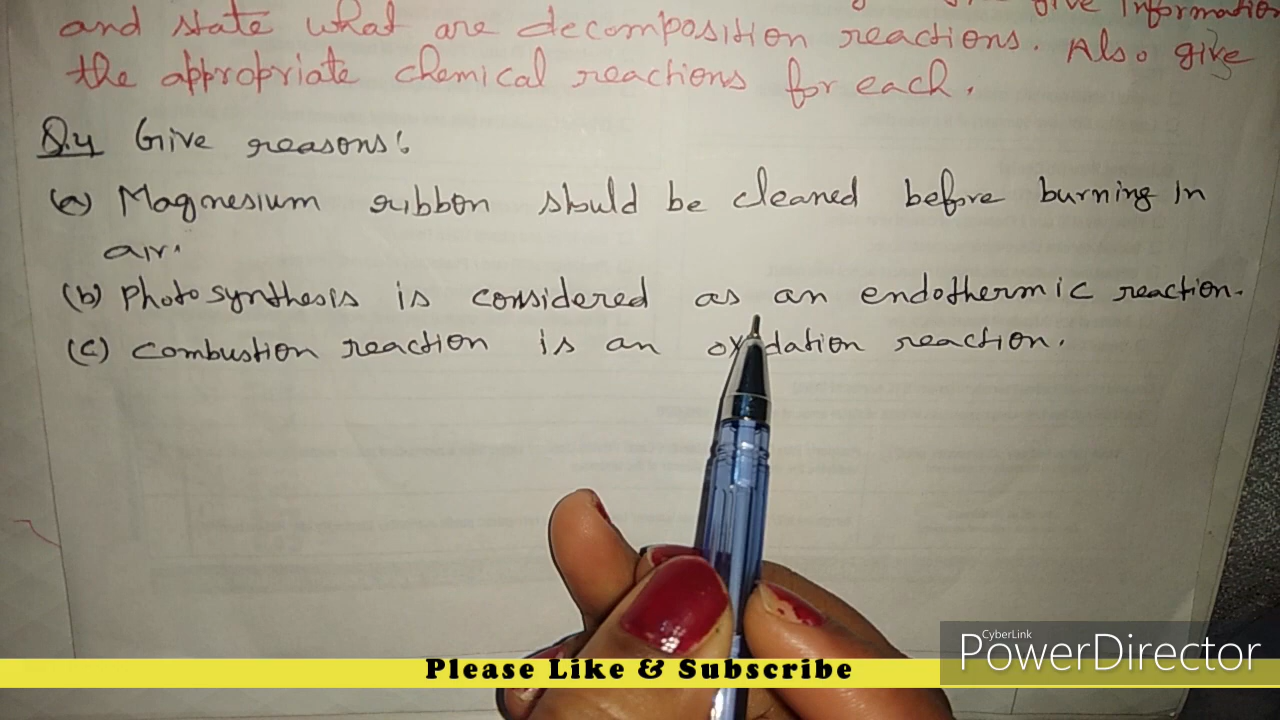 give Information
and state what are decomposition reactions. Also give
the appropriate chemical reactions for each.
Q.4 Give reasons:
(a) Magnesium ribbon should be cleaned before burning In
air.
(b) Photosynthesis is considered as an endothermic reaction.
(c) Combustion reaction is an oxidation reaction.
CyberLink
PowerDirector
Please Like & Subscribe